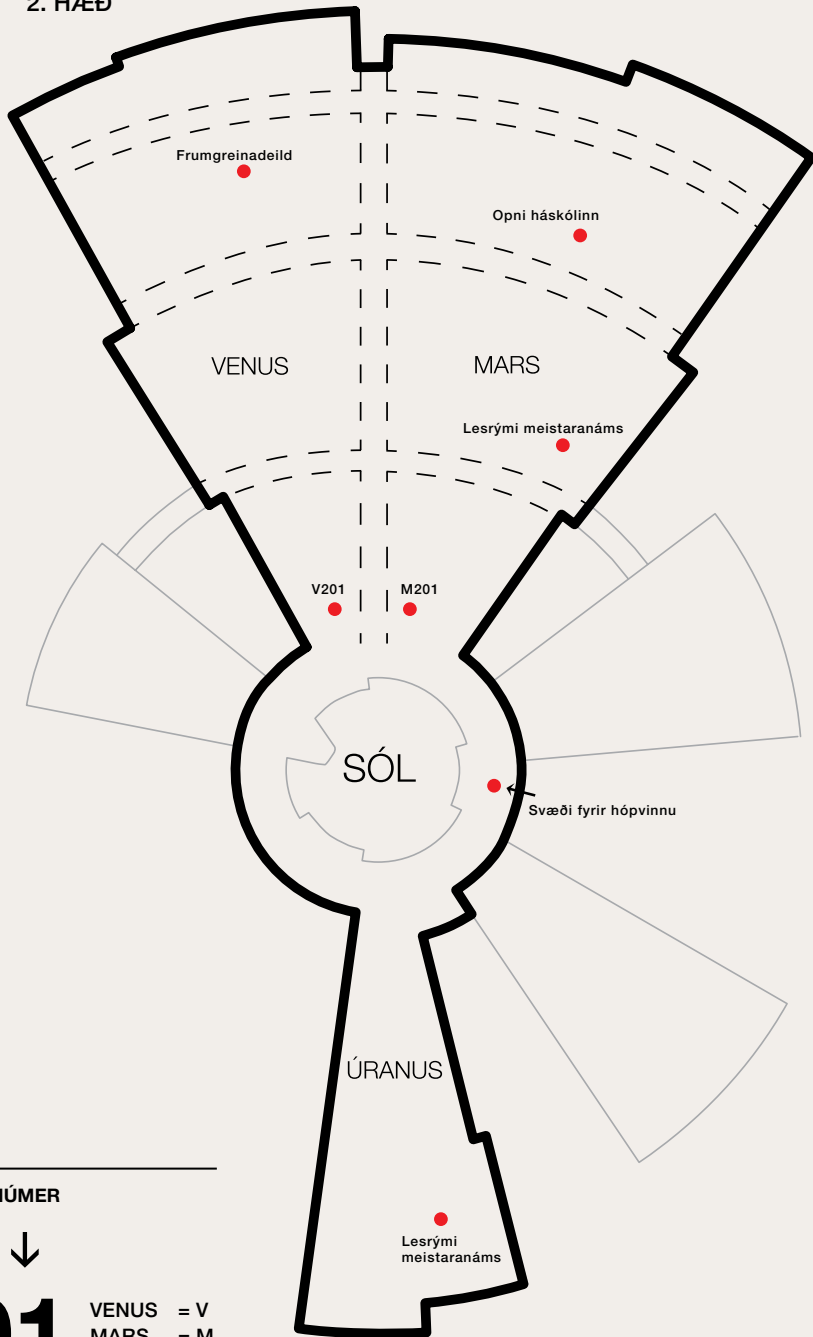 2. HÆÐ
Frumgreinadeild
Opni háskólinn
VENUS
MARS
Lesrými meistaranáms
V201
M201
SÓL
Svæði fyrir hópvinnu
ÚRANUS
Lesrými
meistaranáms
VENUS = V
MARS = M